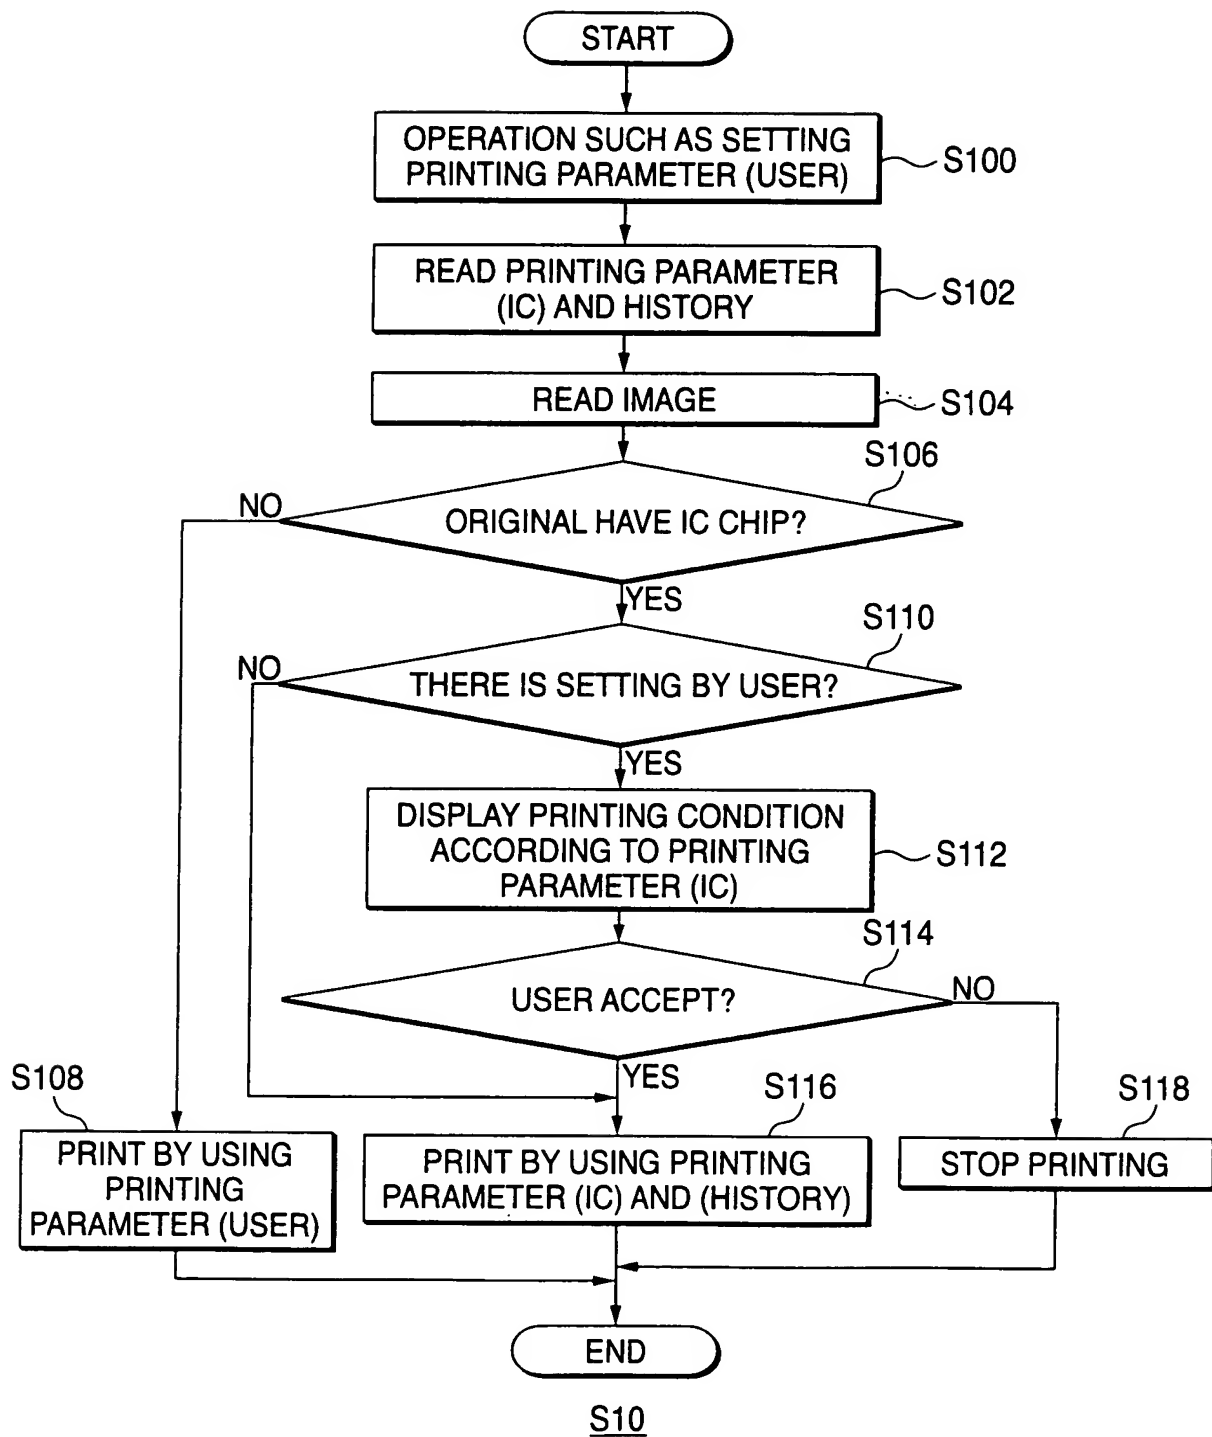 START
OPERATION SUCH AS SETTING
PRINTING PARAMETER (USER)
S100
READ PRINTING PARAMETER
(IC) AND HISTORY
S102
READ IMAGE
S104
S106
NO
ORIGINAL HAVE IC CHIP?
YES
S110
NO
THERE IS SETTING BY USER?
YES
DISPLAY PRINTING CONDITION
ACCORDING TO PRINTING
PARAMETER (IC)
S112
S114
USER ACCEPT?
NO
YES
S108
PRINT BY USING
PRINTING
PARAMETER (USER)
S116
PRINT BY USING PRINTING
PARAMETER (IC) AND (HISTORY)
S118
STOP PRINTING
END
S10